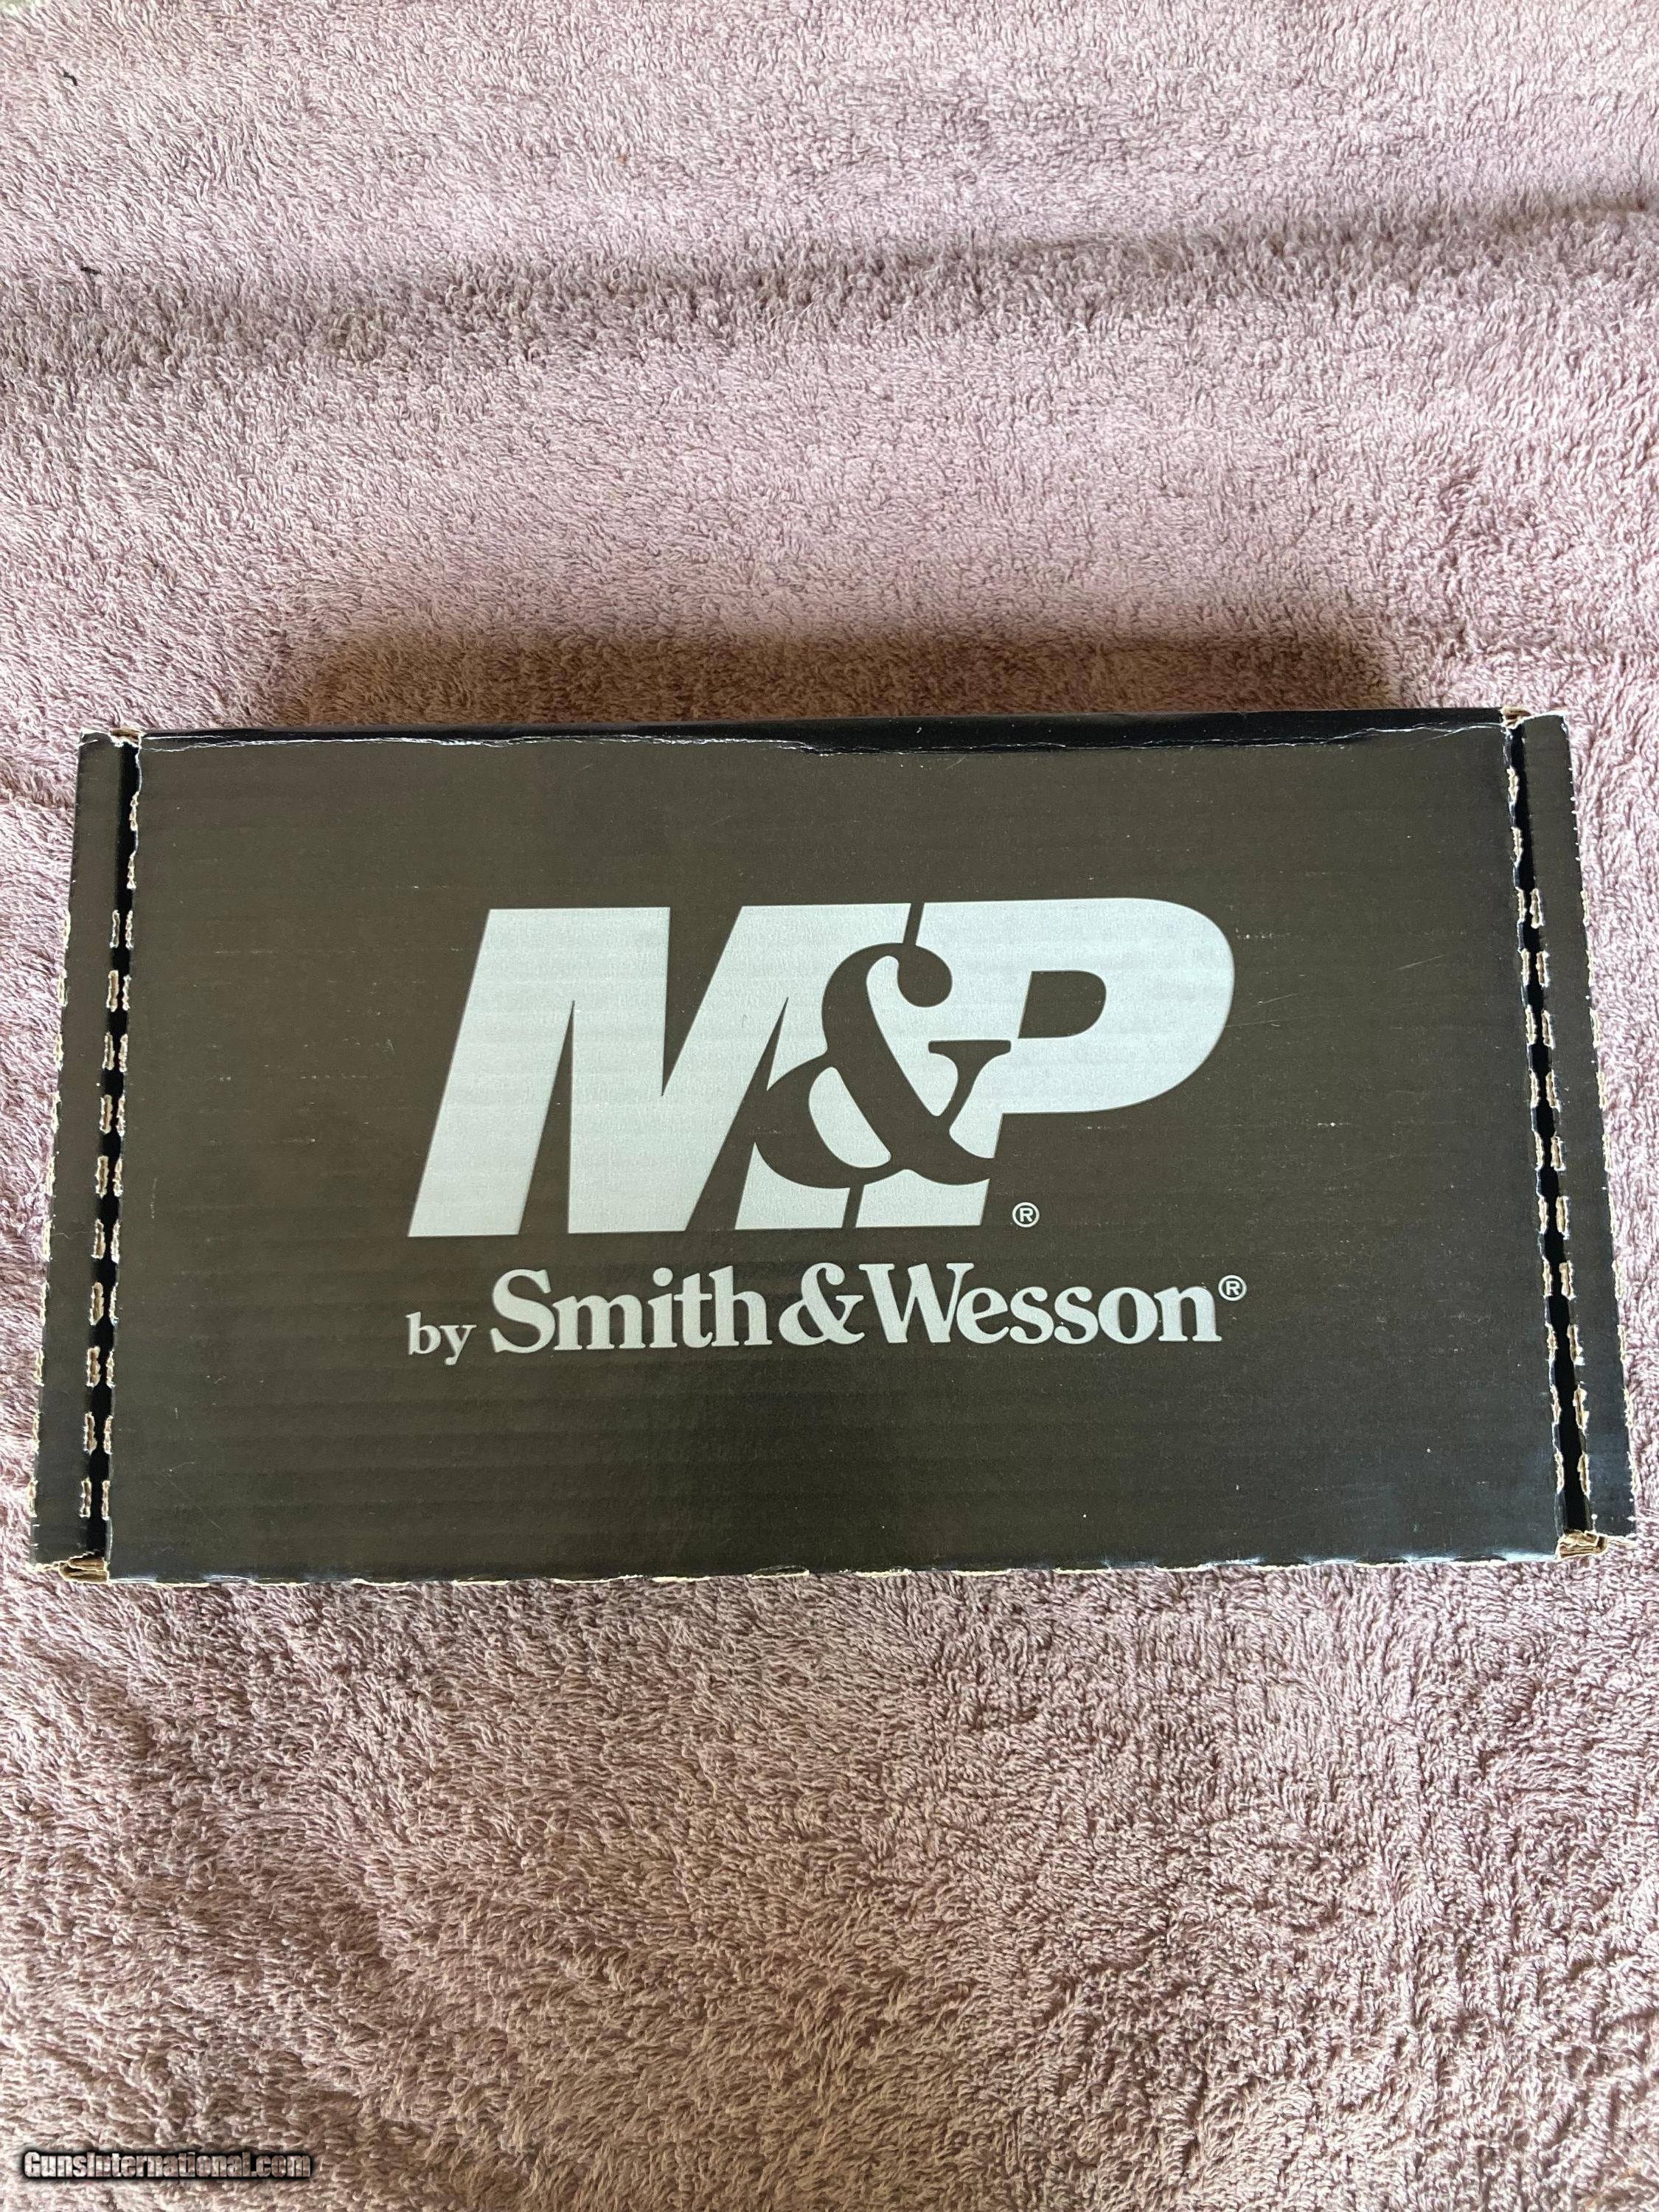 M&P®
by Smith & Wesson®
GunsInternational.com